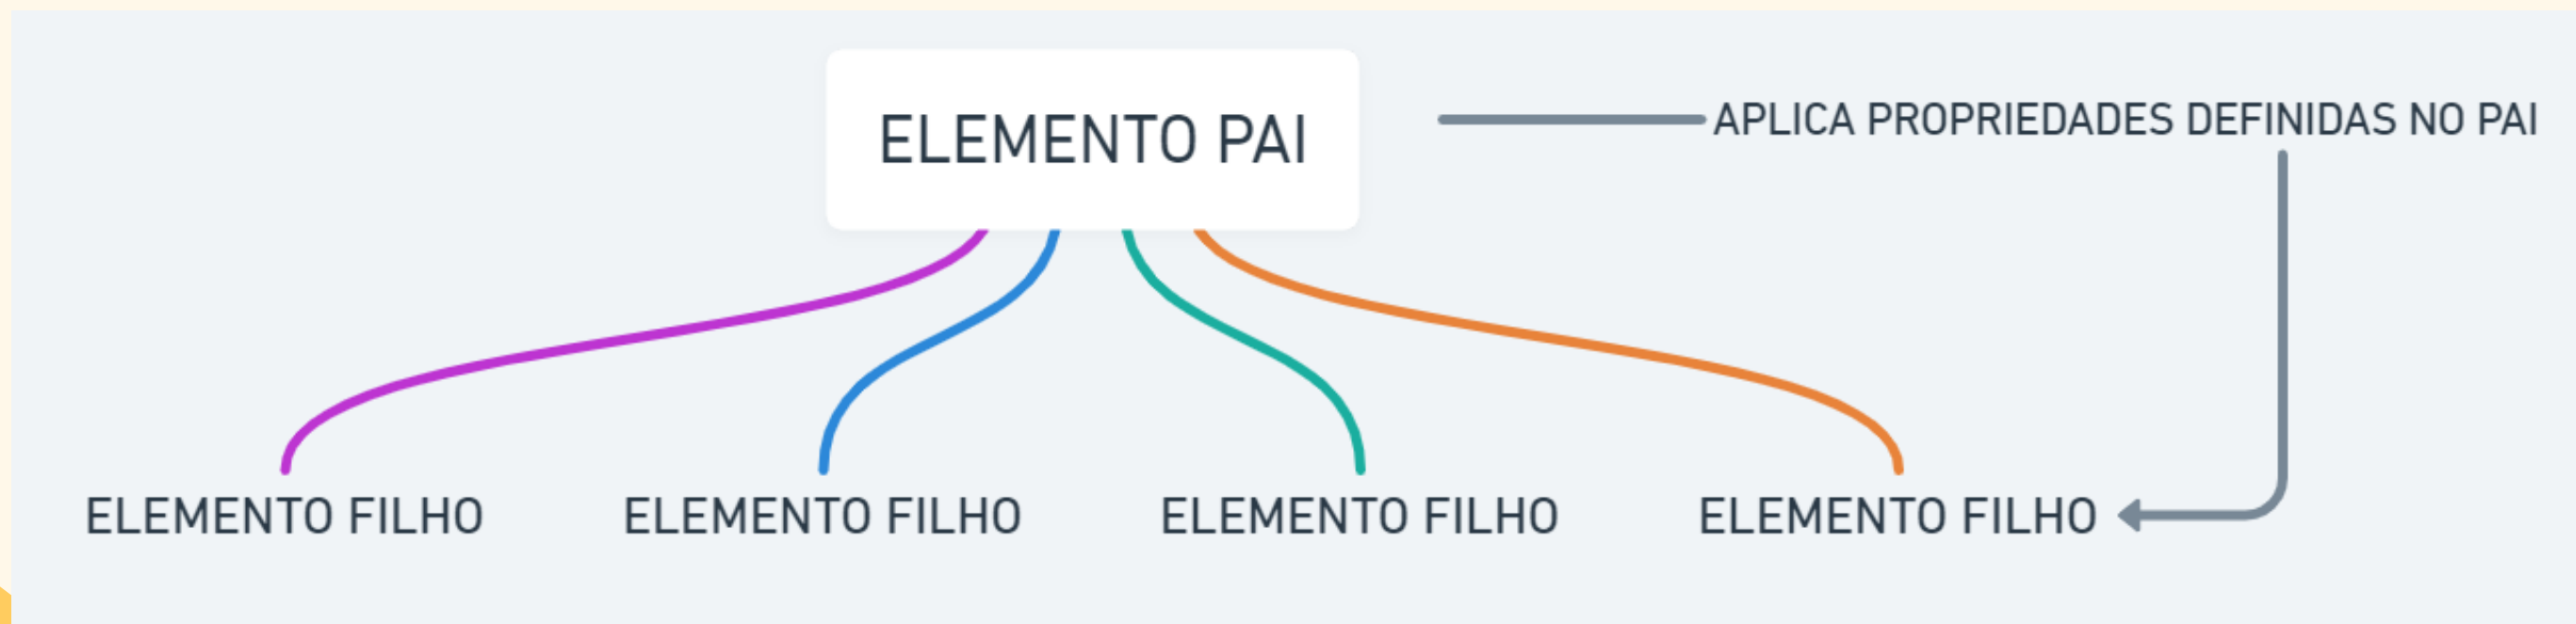 ELEMENTO PAI
APLICA PROPRIEDADES DEFINIDAS NO PAI
ELEMENTO FILHO
ELEMENTO FILHO
ELEMENTO FILHO
ELEMENTO FILHO